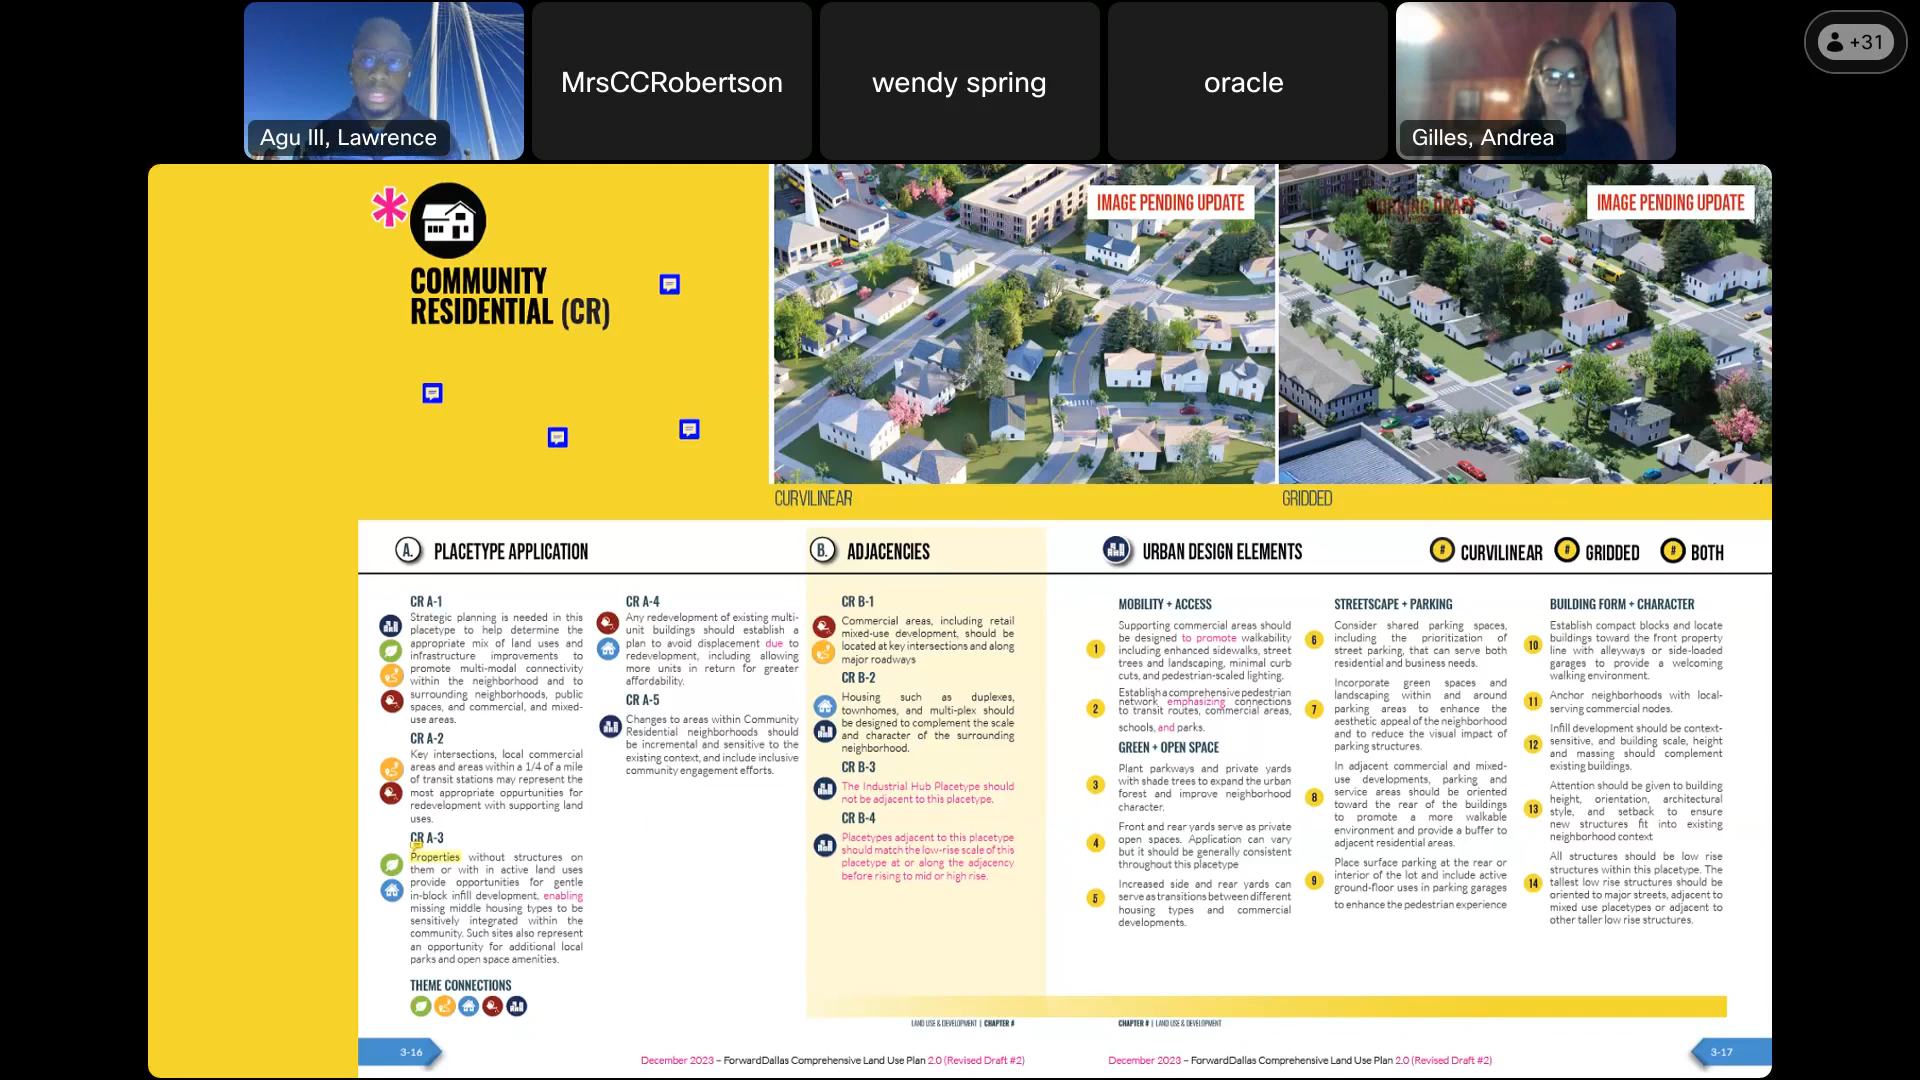 Agu III, Lawrence
MrsCCRobertson
wendy spring
oracle
Gilles, Andrea
+31
COMMUNITY
RESIDENTIAL (CR)
IMAGE PENDING UPDATE
WORKING DRAFT
IMAGE PENDING UPDATE
CURVILINEAR
GRIDDED
A. PLACETYPE APPLICATION
CR A-1
Strategic planning is needed in this
placetype to help determine the
appropriate mix of land uses and
infrastructure improvements to
promote multi-modal connectivity
within the neighborhood and to
surrounding neighborhoods, public
spaces, and commercial, and mixed-
use areas.
CR A-2
Key intersections, local commercial
areas and areas within a 1/4 of a mile
of transit stations may represent the
most appropriate opportunities for
redevelopment with supporting land
uses.
CR A-3
Properties without structures on
them or with in active land uses
provide opportunities for gentle
in-block infill development, enabling
missing middle housing types to be
sensitively integrated within the
community. Such sites also represent
an opportunity for additional local
parks and open space amenities.
THEME CONNECTIONS
CR A-4
Any redevelopment of existing multi-
unit buildings should establish a
plan to avoid displacement due to
redevelopment, including allowing
more units in return for greater
affordability.
CR A-5
Changes to areas within Community
Residential neighborhoods should
be incremental and sensitive to the
existing context, and include inclusive
community engagement efforts.
B. ADJACENCIES
CR B-1
Commercial areas, including retail
mixed-use development, should be
located at key intersections and along
major roadways
CR B-2
Housing such as duplexes,
townhomes, and multi-plex should
be designed to complement the scale
and character of the surrounding
neighborhood.
CR B-3
The Industrial Hub Placetype should
not be adjacent to this placetype.
CR B-4
Placetypes adjacent to this placetype
should match the low-rise scale of this
placetype at or along the adjacency
before rising to mid or high rise.
URBAN DESIGN ELEMENTS
# CURVILINEAR # GRIDDED # BOTH
MOBILITY + ACCESS
1 Supporting commercial areas should
be designed to promote walkability
including enhanced sidewalks, street
trees and landscaping, minimal curb
cuts, and pedestrian-scaled lighting.
2 Establish a comprehensive pedestrian
network emphasizing connections
to transit routes, commercial areas,
schools, and parks.
GREEN + OPEN SPACE
3 Plant parkways and private yards
with shade trees to expand the urban
forest and improve neighborhood
character.
4 Front and rear yards serve as private
open spaces. Application can vary
but it should be generally consistent
throughout this placetype
5 Increased side and rear yards can
serve as transitions between different
housing types and commercial
developments.
STREETSCAPE + PARKING
6 Consider shared parking spaces,
including the prioritization of
street parking, that can serve both
residential and business needs.
7 Incorporate green spaces and
landscaping within and around
parking areas to enhance the
aesthetic appeal of the neighborhood
and to reduce the visual impact of
parking structures.
8 In adjacent commercial and mixed-
use developments, parking and
service areas should be oriented
toward the rear of the buildings
to promote a more walkable
environment and provide a buffer to
adjacent residential areas.
9 Place surface parking at the rear or
interior of the lot and include active
ground-floor uses in parking garages
to enhance the pedestrian experience
BUILDING FORM + CHARACTER
10 Establish compact blocks and locate
buildings toward the front property
line with alleyways or side-loaded
garages to provide a welcoming
walking environment.
11 Anchor neighborhoods with local-
serving commercial nodes.
12 Infill development should be context-
sensitive, and building scale, height
and massing should complement
existing buildings.
13 Attention should be given to building
height, orientation, architectural
style, and setback to ensure
new structures fit into existing
neighborhood context
14 All structures should be low rise
structures within this placetype. The
tallest low rise structures should be
oriented to major streets, adjacent to
mixed use placetypes or adjacent to
other taller low rise structures.
LAND USE & DEVELOPMENT | CHAPTER #
CHAPTER # | LAND USE & DEVELOPMENT
3-16
December 2023 – ForwardDallas Comprehensive Land Use Plan 2.0 (Revised Draft #2)
December 2023 – ForwardDallas Comprehensive Land Use Plan 2.0 (Revised Draft #2)
3-17